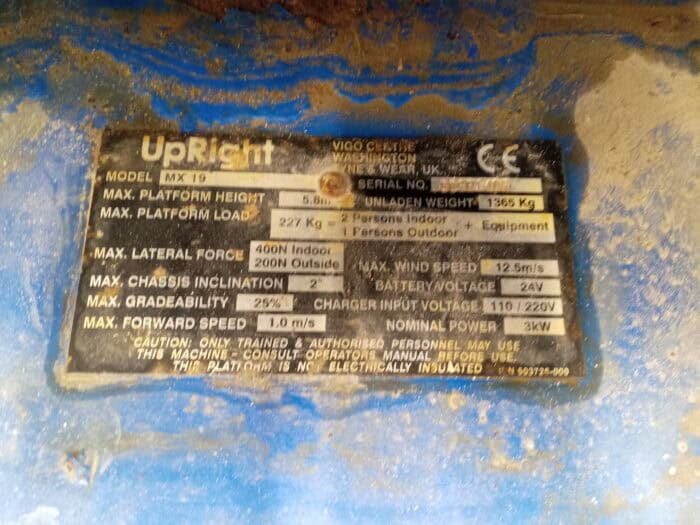 UpRight
VIGO CENTRE
WASHINGTON
TYNE & WEAR, UK.
CE
MODEL MX 19
SERIAL NO.
MAX. PLATFORM HEIGHT 5.8m
UNLADEN WEIGHT 1365 Kg
MAX. PLATFORM LOAD 227 Kg = 2 Persons Indoor
1 Persons Outdoor + Equipment
MAX. LATERAL FORCE 400N Indoor
200N Outside
MAX. WIND SPEED 12.5m/s
MAX. CHASSIS INCLINATION 2°
BATTERY VOLTAGE 24V
MAX. GRADEABILITY 25%
CHARGER INPUT VOLTAGE 110 / 220V
MAX. FORWARD SPEED 1.0 m/s
NOMINAL POWER 3kW
CAUTION: ONLY TRAINED & AUTHORISED PERSONNEL MAY USE
THIS MACHINE - CONSULT OPERATORS MANUAL BEFORE USE.
THIS PLATFORM IS NOT ELECTRICALLY INSULATED